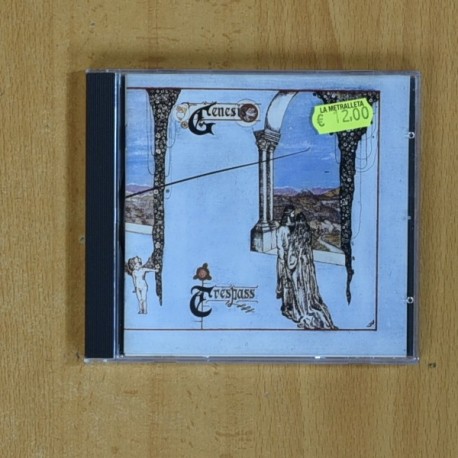 Genesis
LA METRALLETA
€ 12,00
Trespass